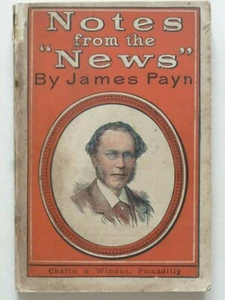 Notes
from the
"News"
By James Payn
Chatto & Windus, Piccadilly